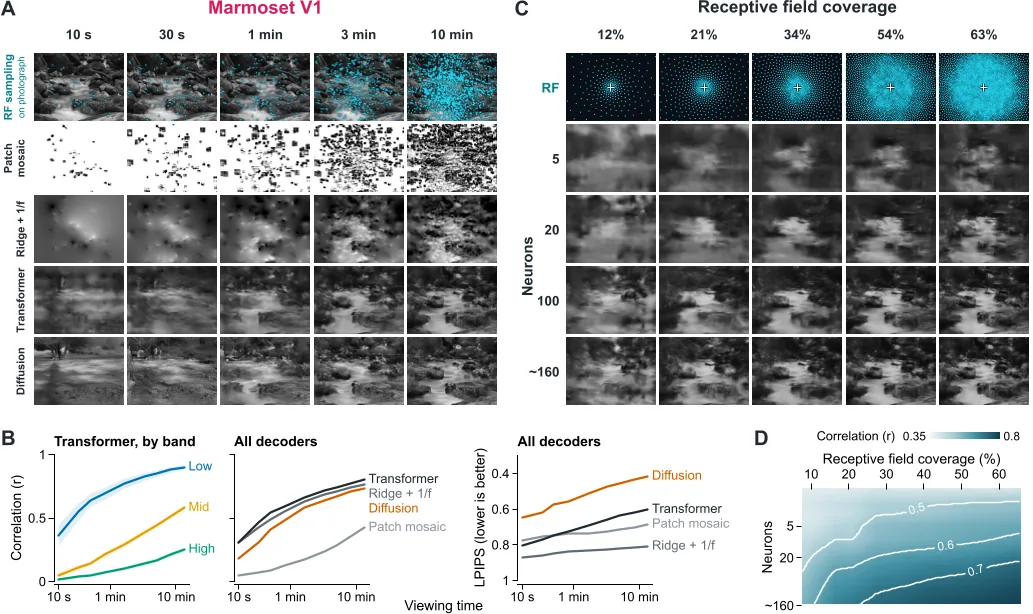 A
Marmoset V1
10 s
30 s
1 min
3 min
10 min
RF sampling
on photograph
Patch
mosaic
Ridge + 1/f
Transformer
Diffusion
C
Receptive field coverage
12%
21%
34%
54%
63%
RF
Neurons
5
20
100
~160
B
Transformer, by band
Correlation (r)
1
0.5
0
Low
Mid
High
10 s
1 min
10 min
All decoders
Transformer
Ridge + 1/f
Diffusion
Patch mosaic
10 s
1 min
10 min
Viewing time
All decoders
LPIPS (lower is better)
0.4
0.6
0.8
1
Diffusion
Transformer
Patch mosaic
Ridge + 1/f
10 s
1 min
10 min
D
Correlation (r) 0.35 0.8
Receptive field coverage (%)
10 20 30 40 50 60
Neurons
5
20
~160
0.5
0.6
0.7